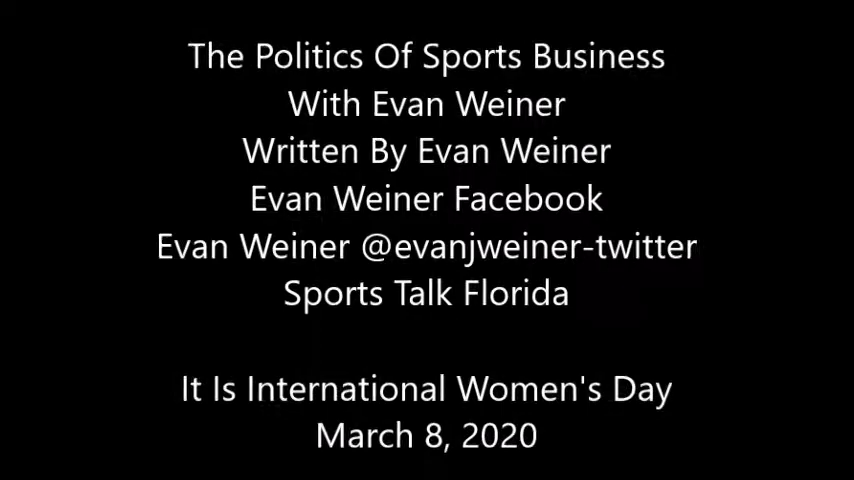 The Politics Of Sports Business
With Evan Weiner
Written By Evan Weiner
Evan Weiner Facebook
Evan Weiner @evanjweiner-twitter
Sports Talk Florida
It Is International Women's Day
March 8, 2020